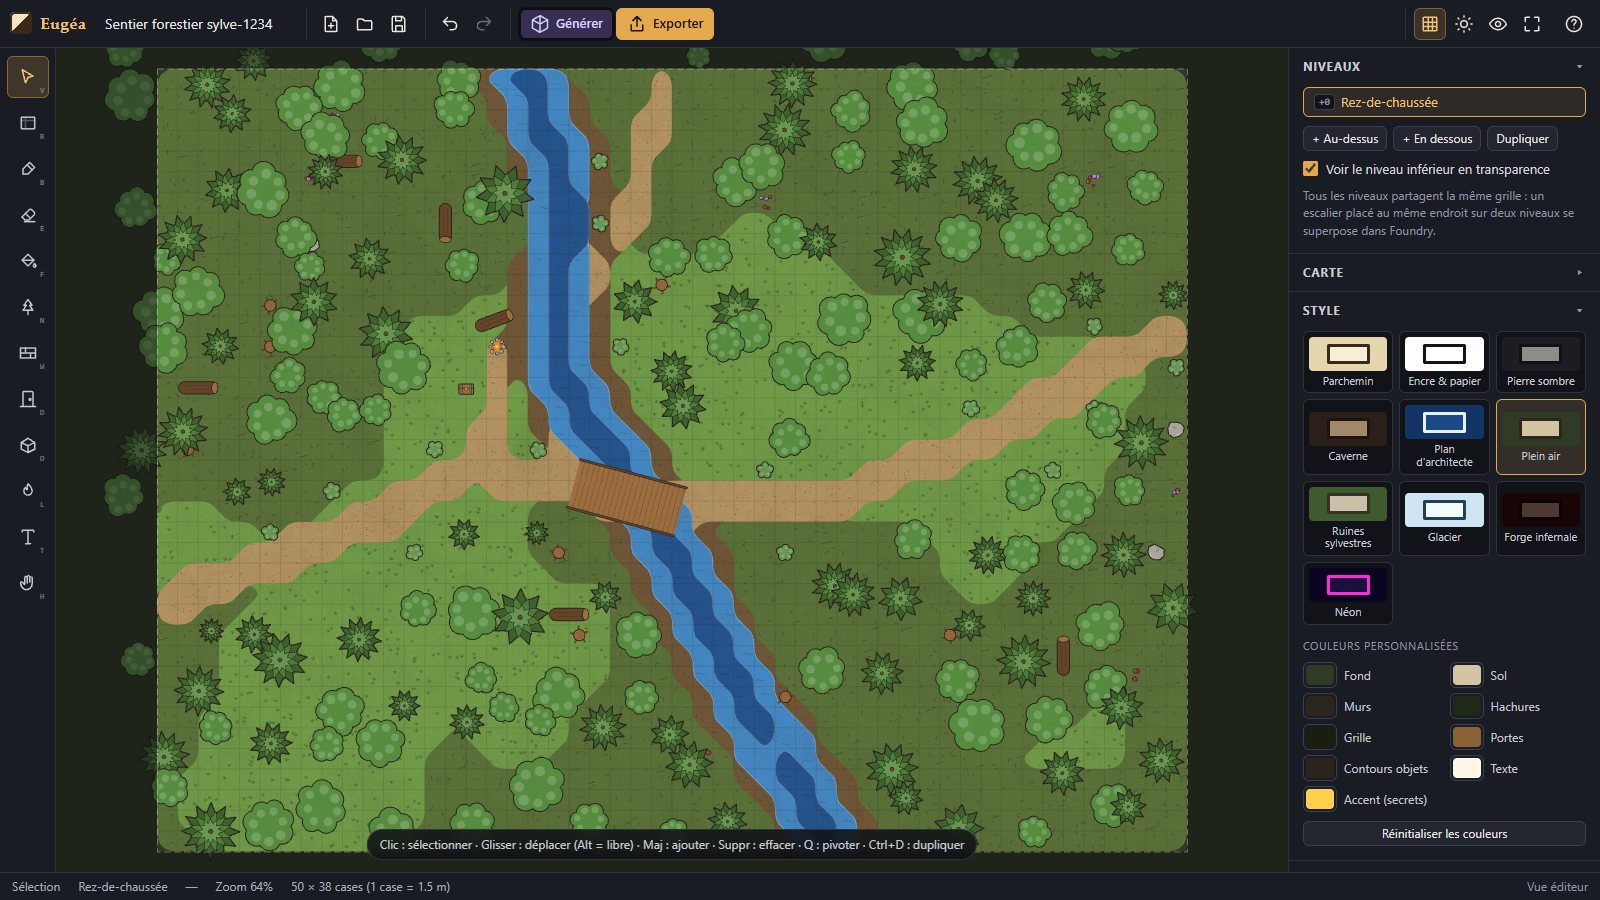 Eugéa
Sentier forestier sylve-1234
Générer
Exporter
V
R
B
E
F
N
W
D
O
L
T
H
NIVEAUX
+0 Rez-de-chaussée
+ Au-dessus
+ En dessous
Dupliquer
Voir le niveau inférieur en transparence
Tous les niveaux partagent la même grille : un
escalier placé au même endroit sur deux niveaux se
superpose dans Foundry.
CARTE
STYLE
Parchemin
Encre & papier
Pierre sombre
Caverne
Plan
d'architecte
Plein air
Ruines
sylvestres
Glacier
Forge infernale
Néon
COULEURS PERSONNALISÉES
Fond
Sol
Murs
Hachures
Grille
Portes
Contours objets
Texte
Accent (secrets)
Réinitialiser les couleurs
Clic : sélectionner · Glisser : déplacer (Alt = libre) · Maj : ajouter · Suppr : effacer · Q : pivoter · Ctrl+D : dupliquer
Sélection
Rez-de-chaussée
—
Zoom 64%
50 × 38 cases (1 case = 1.5 m)
Vue éditeur